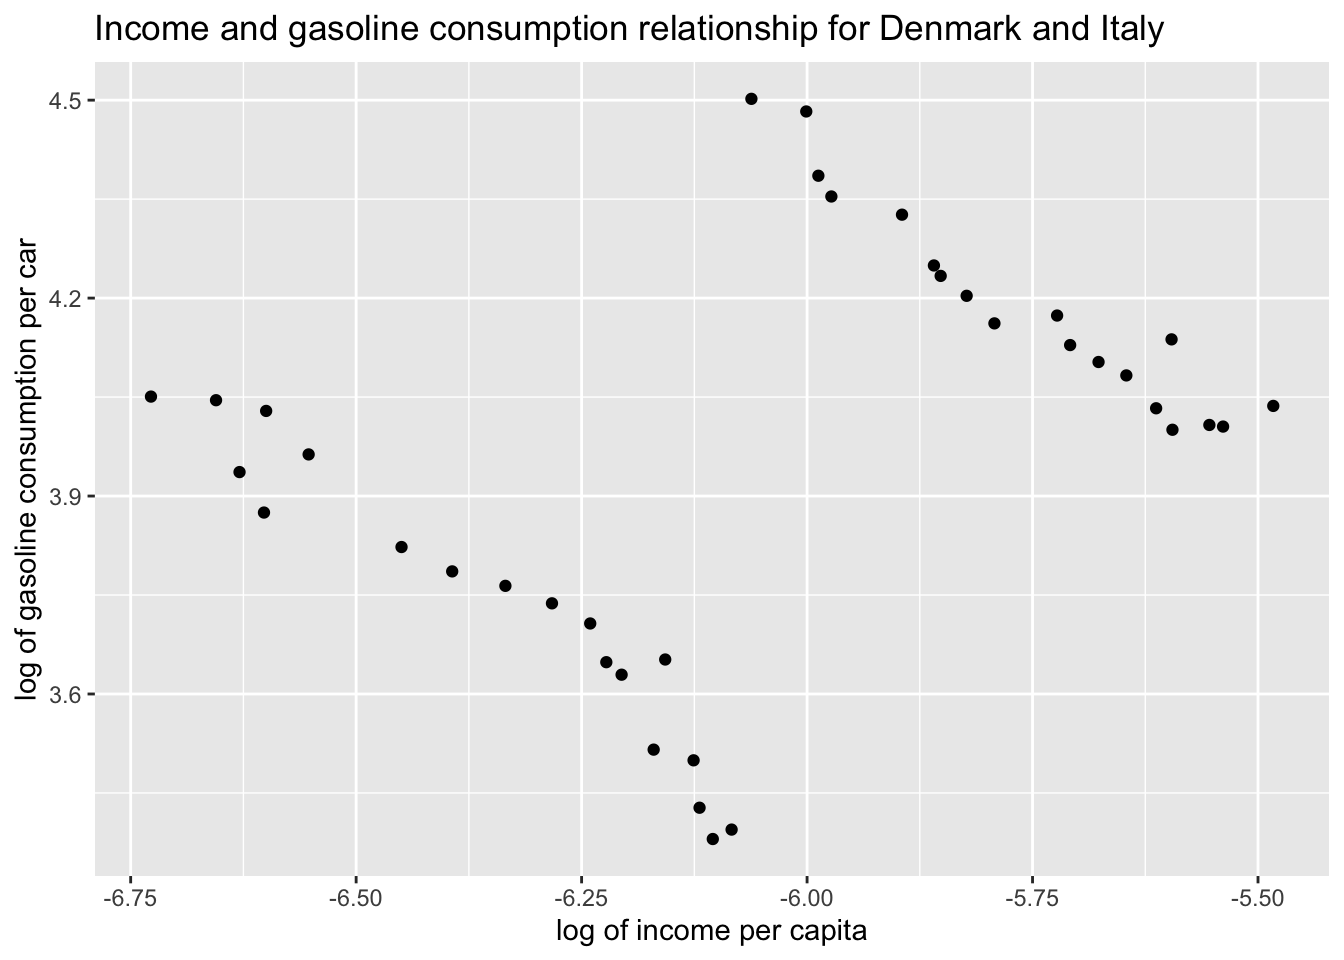 Income and gasoline consumption relationship for Denmark and Italy
log of gasoline consumption per car
4.5
4.2
3.9
3.6
-6.75 -6.50 -6.25 -6.00 -5.75 -5.50
log of income per capita